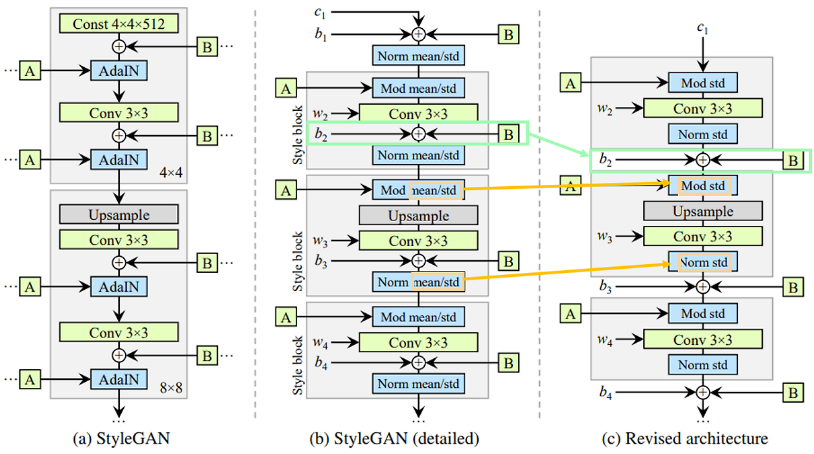 Const 4×4×512
B
A
AdaIN
Conv 3×3
B
A
AdaIN
4×4
Upsample
Conv 3×3
B
A
AdaIN
Conv 3×3
B
A
AdaIN
8×8
...
(a) StyleGAN
c1
b1
B
Norm mean/std
Style block
A
Mod mean/std
w2
Conv 3×3
b2
B
Norm mean/std
Style block
A
Mod mean/std
Upsample
w3
Conv 3×3
b3
B
Norm mean/std
Style block
A
Mod mean/std
w4
Conv 3×3
b4
B
Norm mean/std
...
(b) StyleGAN (detailed)
c1
A
Mod std
w2
Conv 3×3
Norm std
b2
B
A
Mod std
Upsample
w3
Conv 3×3
Norm std
b3
B
A
Mod std
w4
Conv 3×3
Norm std
b4
B
...
(c) Revised architecture